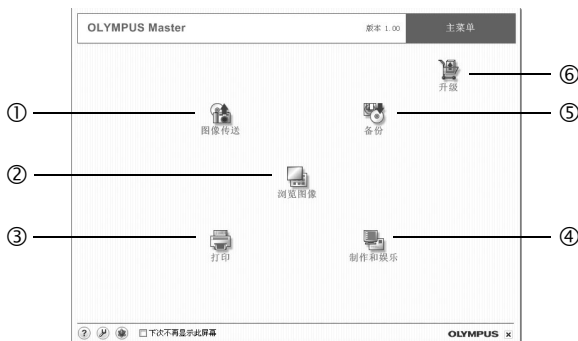 OLYMPUS Master 版本 1.00 主菜单
⑥
升级
① ⑤
图像传送 备份
②
浏览图像
③ ④
打印 制作和娱乐
? 下次不再显示此屏幕 OLYMPUS x